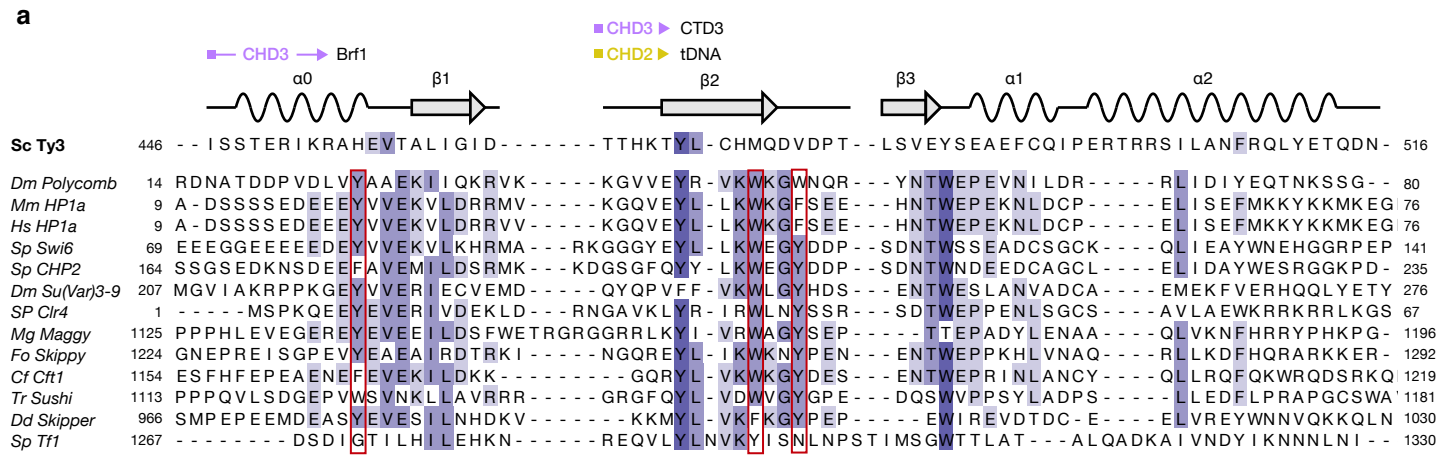 a
CHD3 CTD3
CHD3 Brf1 CHD2 tDNA
α0 β1 β2 β3 α1 α2
Sc Ty3 446 --ISSTERIKRAHEVTALIGID-------TTHKTYL-CHMQDVDPT--LSVEYSEAEFCQIPERTRRSILANFRQLYETQDN- 516
Dm Polycomb 14 RDNATDDPVDLVYAAEKIIQKRVK-----KGVVEYR-VKWKGWNQR---YNTWEPEVNILDR-----RLIDIYEQTNKSSG-- 80
Mm HP1a 9 A-DSSSSEDEEEYVVEKVLDRRMV-----KGQVEYL-LKWKGFSEE---HNTWEPEKNLDCP-----ELISEFMKKYKKMKEG 76
Hs HP1a 9 A-DSSSSEDEEEYVVEKVLDRRVV-----KGQVEYL-LKWKGFSEE---HNTWEPEKNLDCP-----ELISEFMKKYKKMKEG 76
Sp Swi6 69 EEEGGEEEEEDEYVVEKVLKHRMA---RKGGGYEYL-LKWEGYDDP--SDNTWSSEADCSGCK----QLIEAYWNEHGGRPEP 141
Sp CHP2 164 SSGSEDKNSDEEFAVEMILDSRMK---KDGSGFQYY-LKWEGYDDP--SDNTWNDEEDCAGCL----ELIDAYWESRGGKPD- 235
Dm Su(Var)3-9 207 MGVIAKRPPKGEYVVERIECVEMD-----QYQPVFF-VKWLGYHDS---ENTWESLANVADCA----EMEKFVERHQQLYETY 276
SP Clr4 1 -----MSPKQEEYEVERIVDEKLD----RNGAVKLYR-IRWLNYSSR---SDTWEPPENLSGCS----AVLAEWKRRKRRLKGS 67
Mg Maggy 1125 PPPHLEVEGEREYEVEEILDSFWETRGRGGRRLKYI-VRWAGYSEP-----TTEPADYLENAA----QLVKNFHRRYPHKPG- 1196
Fo Skippy 1224 GNEPREISGPEVYEAEAIRDTRKI-----NGQREYL-IKWKNYPEN---ENTWEPPKHLVNAQ----RLLKDFHQRARKKER- 1292
Cf Cft1 1154 ESFHFEPEAENEFEVEKILDKK---------GQRYL-VKWKGYDES---ENTWEPRINLANCY----QLLRQFQKWRQDSRKQ 1219
Tr Sushi 1113 PPPQVLSDGEPVWSVNKLLAVRRR-----GRGFQYL-VDWVGYGPE---DQSWVPPSYLADPS----LLEDFLPRAPGCSWA 1181
Dd Skipper 966 SMPEPEEMDEASYEVESILNHDKV-------KKMYL-VKFKGYPEP-----EWIREVDTDC-E----ELVREYWNNVQKKQLN 1030
Sp Tf1 1267 --------DSDIGTILHILEHKN------REQVLYLNVKYISNLNPSTIMSGWTTLAT---ALQADKAIVNDYIKNNNLNI-- 1330